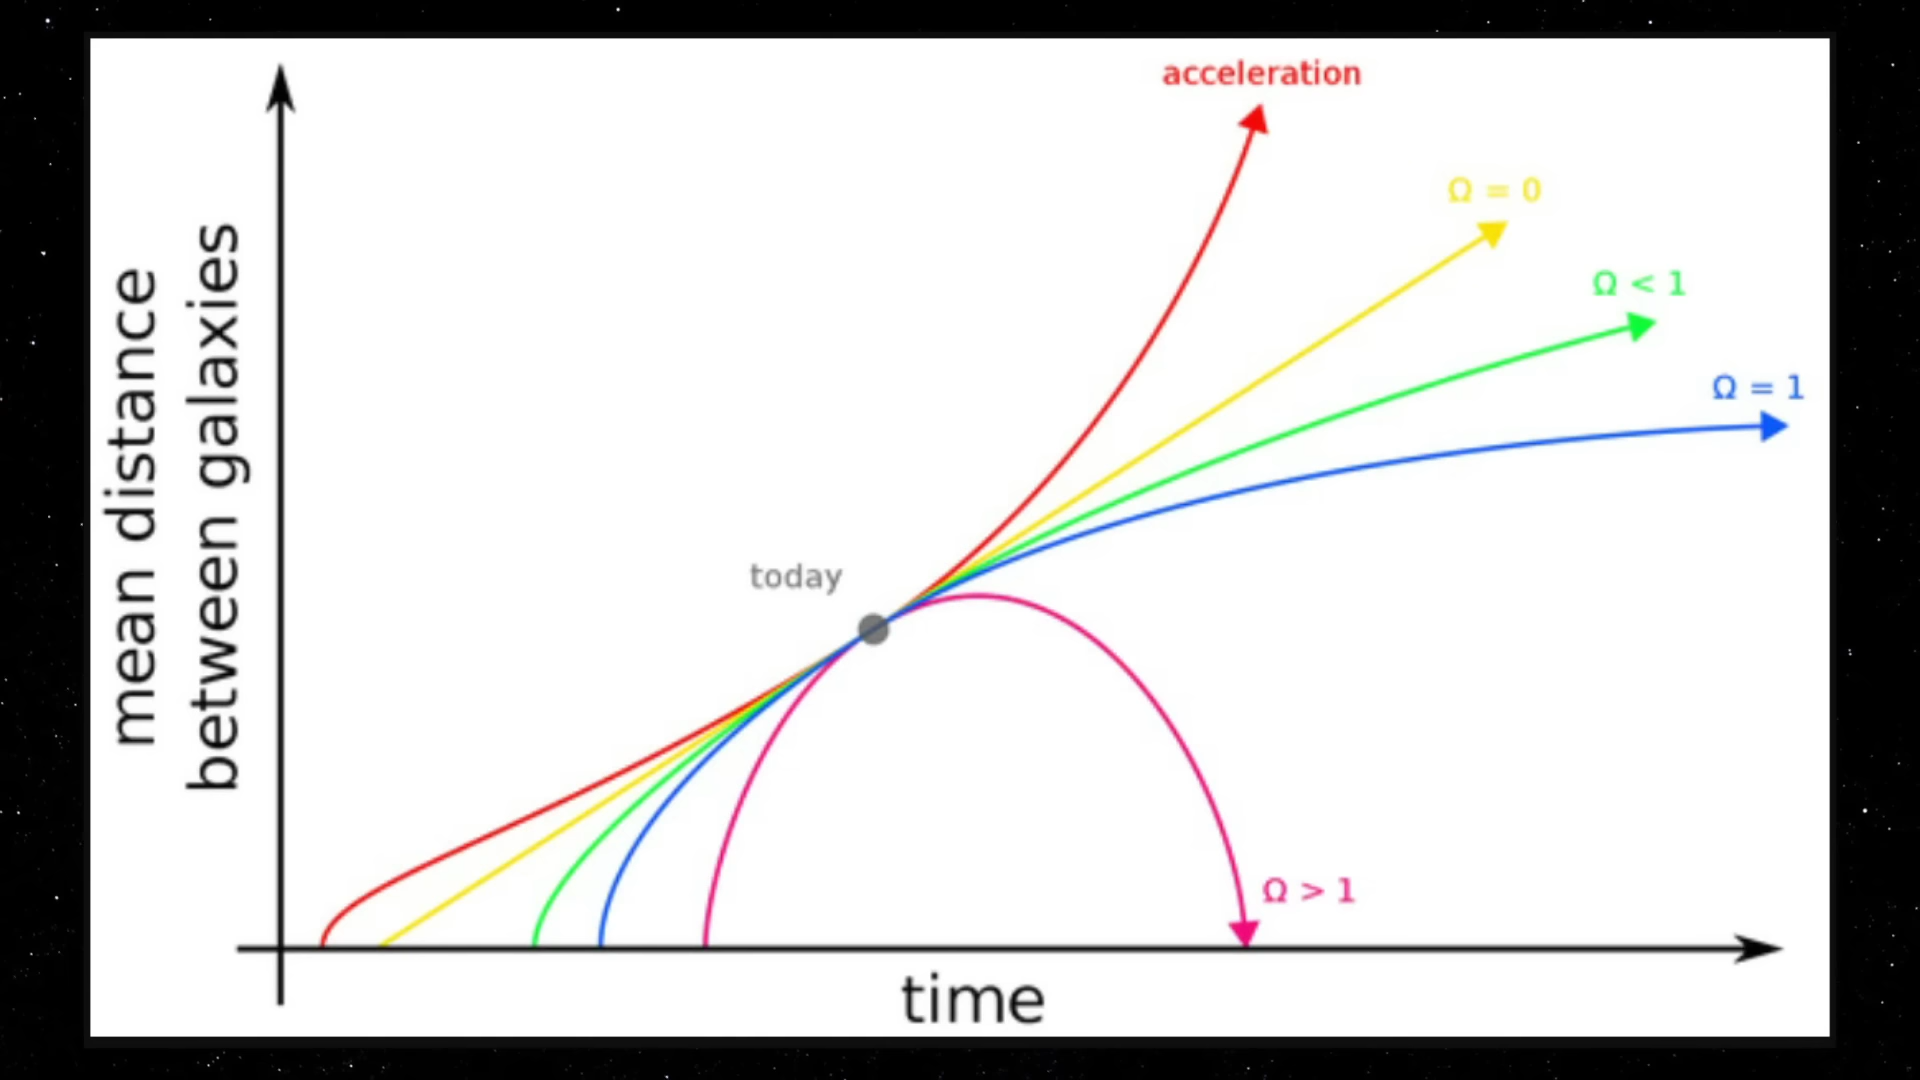 acceleration
Ω = 0
Ω < 1
Ω = 1
mean distance
between galaxies
today
Ω > 1
time